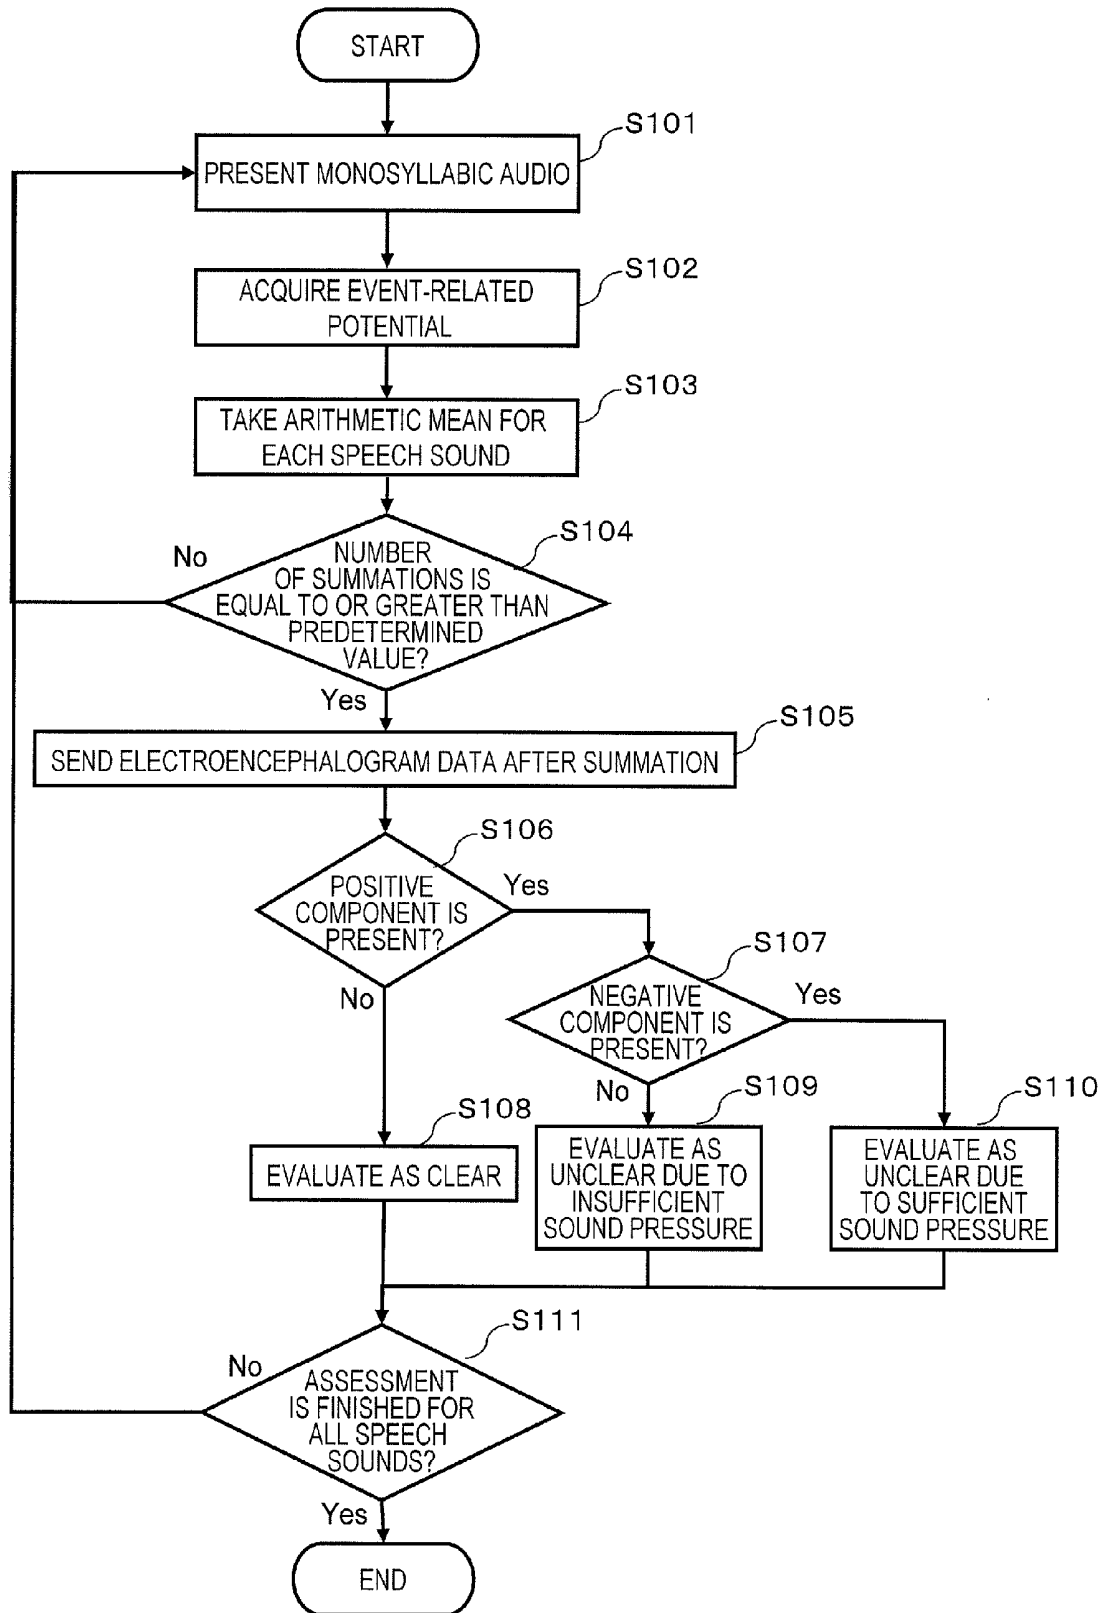 START
S101
PRESENT MONOSYLLABIC AUDIO
S102
ACQUIRE EVENT-RELATED
POTENTIAL
S103
TAKE ARITHMETIC MEAN FOR
EACH SPEECH SOUND
S104
No
NUMBER
OF SUMMATIONS IS
EQUAL TO OR GREATER THAN
PREDETERMINED
VALUE?
Yes
S105
SEND ELECTROENCEPHALOGRAM DATA AFTER SUMMATION
S106
POSITIVE
COMPONENT IS
PRESENT?
Yes
No
S107
NEGATIVE
COMPONENT IS
PRESENT?
Yes
No
S108
EVALUATE AS CLEAR
S109
EVALUATE AS
UNCLEAR DUE TO
INSUFFICIENT
SOUND PRESSURE
S110
EVALUATE AS
UNCLEAR DUE
TO SUFFICIENT
SOUND PRESSURE
S111
No
ASSESSMENT
IS FINISHED FOR
ALL SPEECH
SOUNDS?
Yes
END